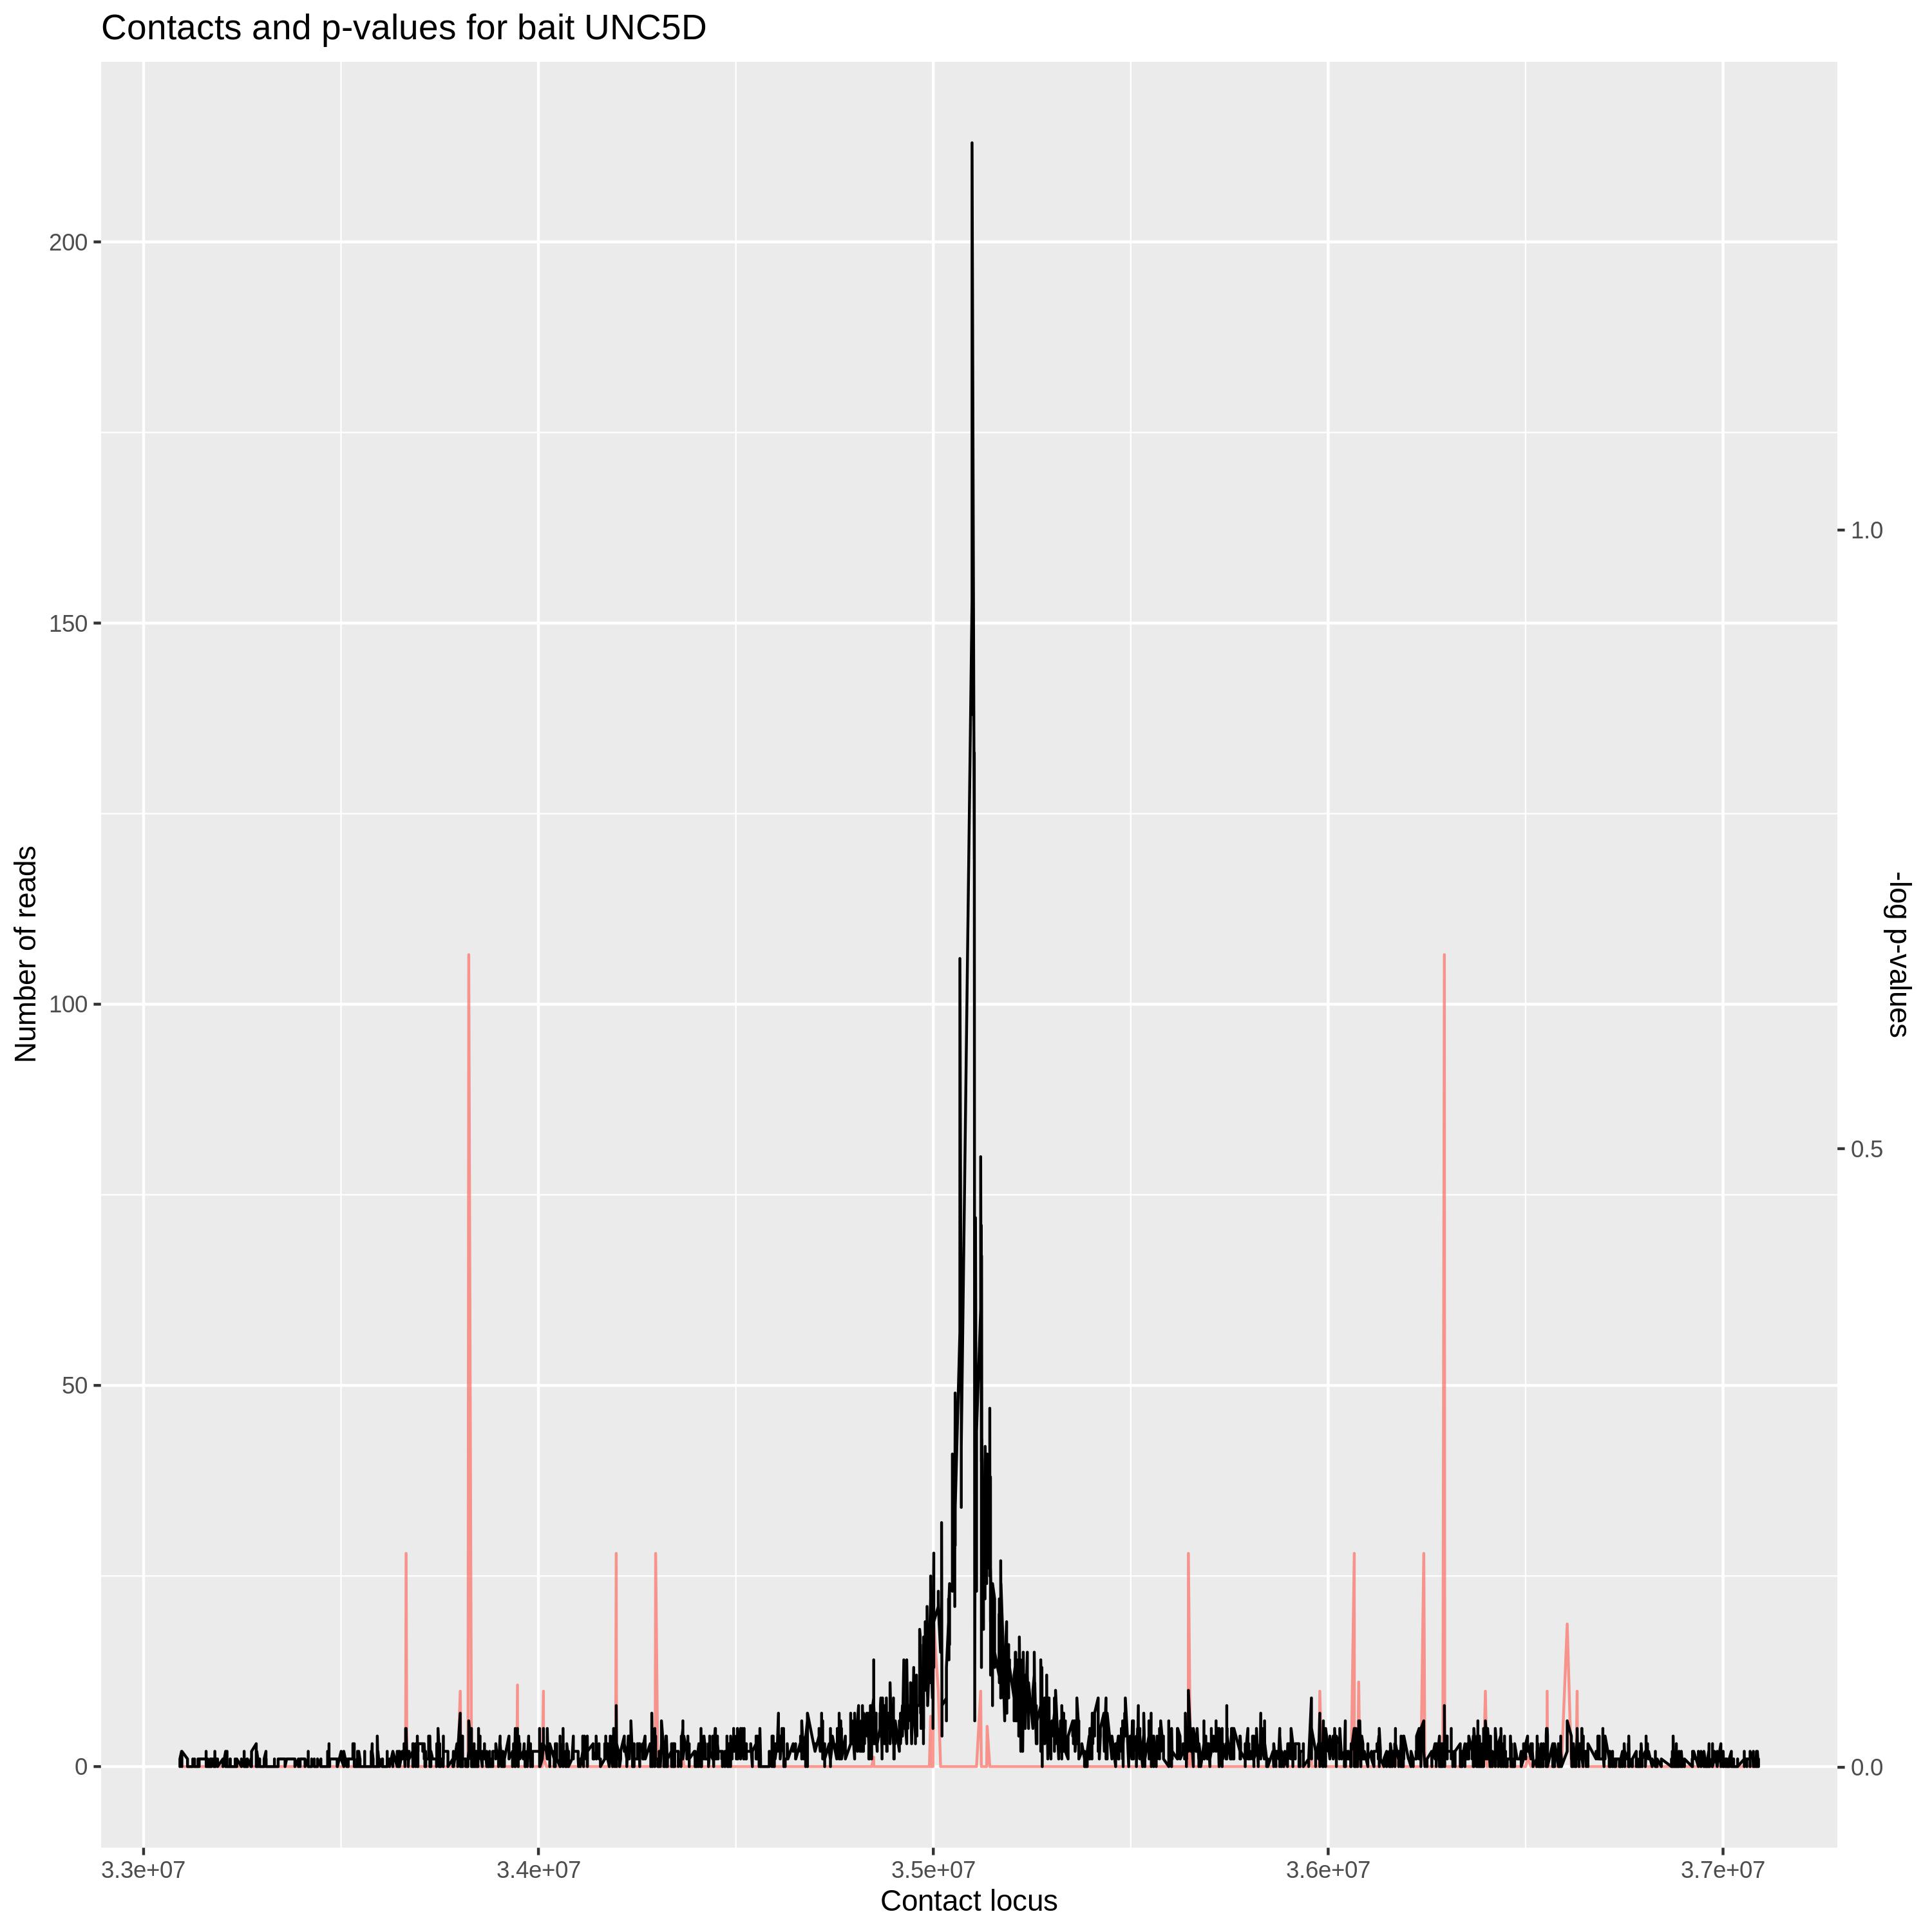 Contacts and p-values for bait UNC5D
Number of reads
200
150
100
50
0
1.0
0.5
0.0
-log p-values
3.3e+07
3.4e+07
3.5e+07
3.6e+07
3.7e+07
Contact locus